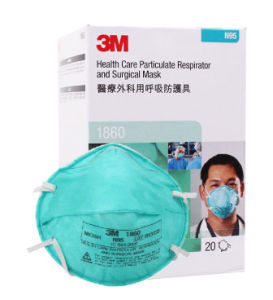 N95
3M
Health Care Particulate Respirator
and Surgical Mask
醫療外科用呼吸防護具
1860
20
3M 1860
N95